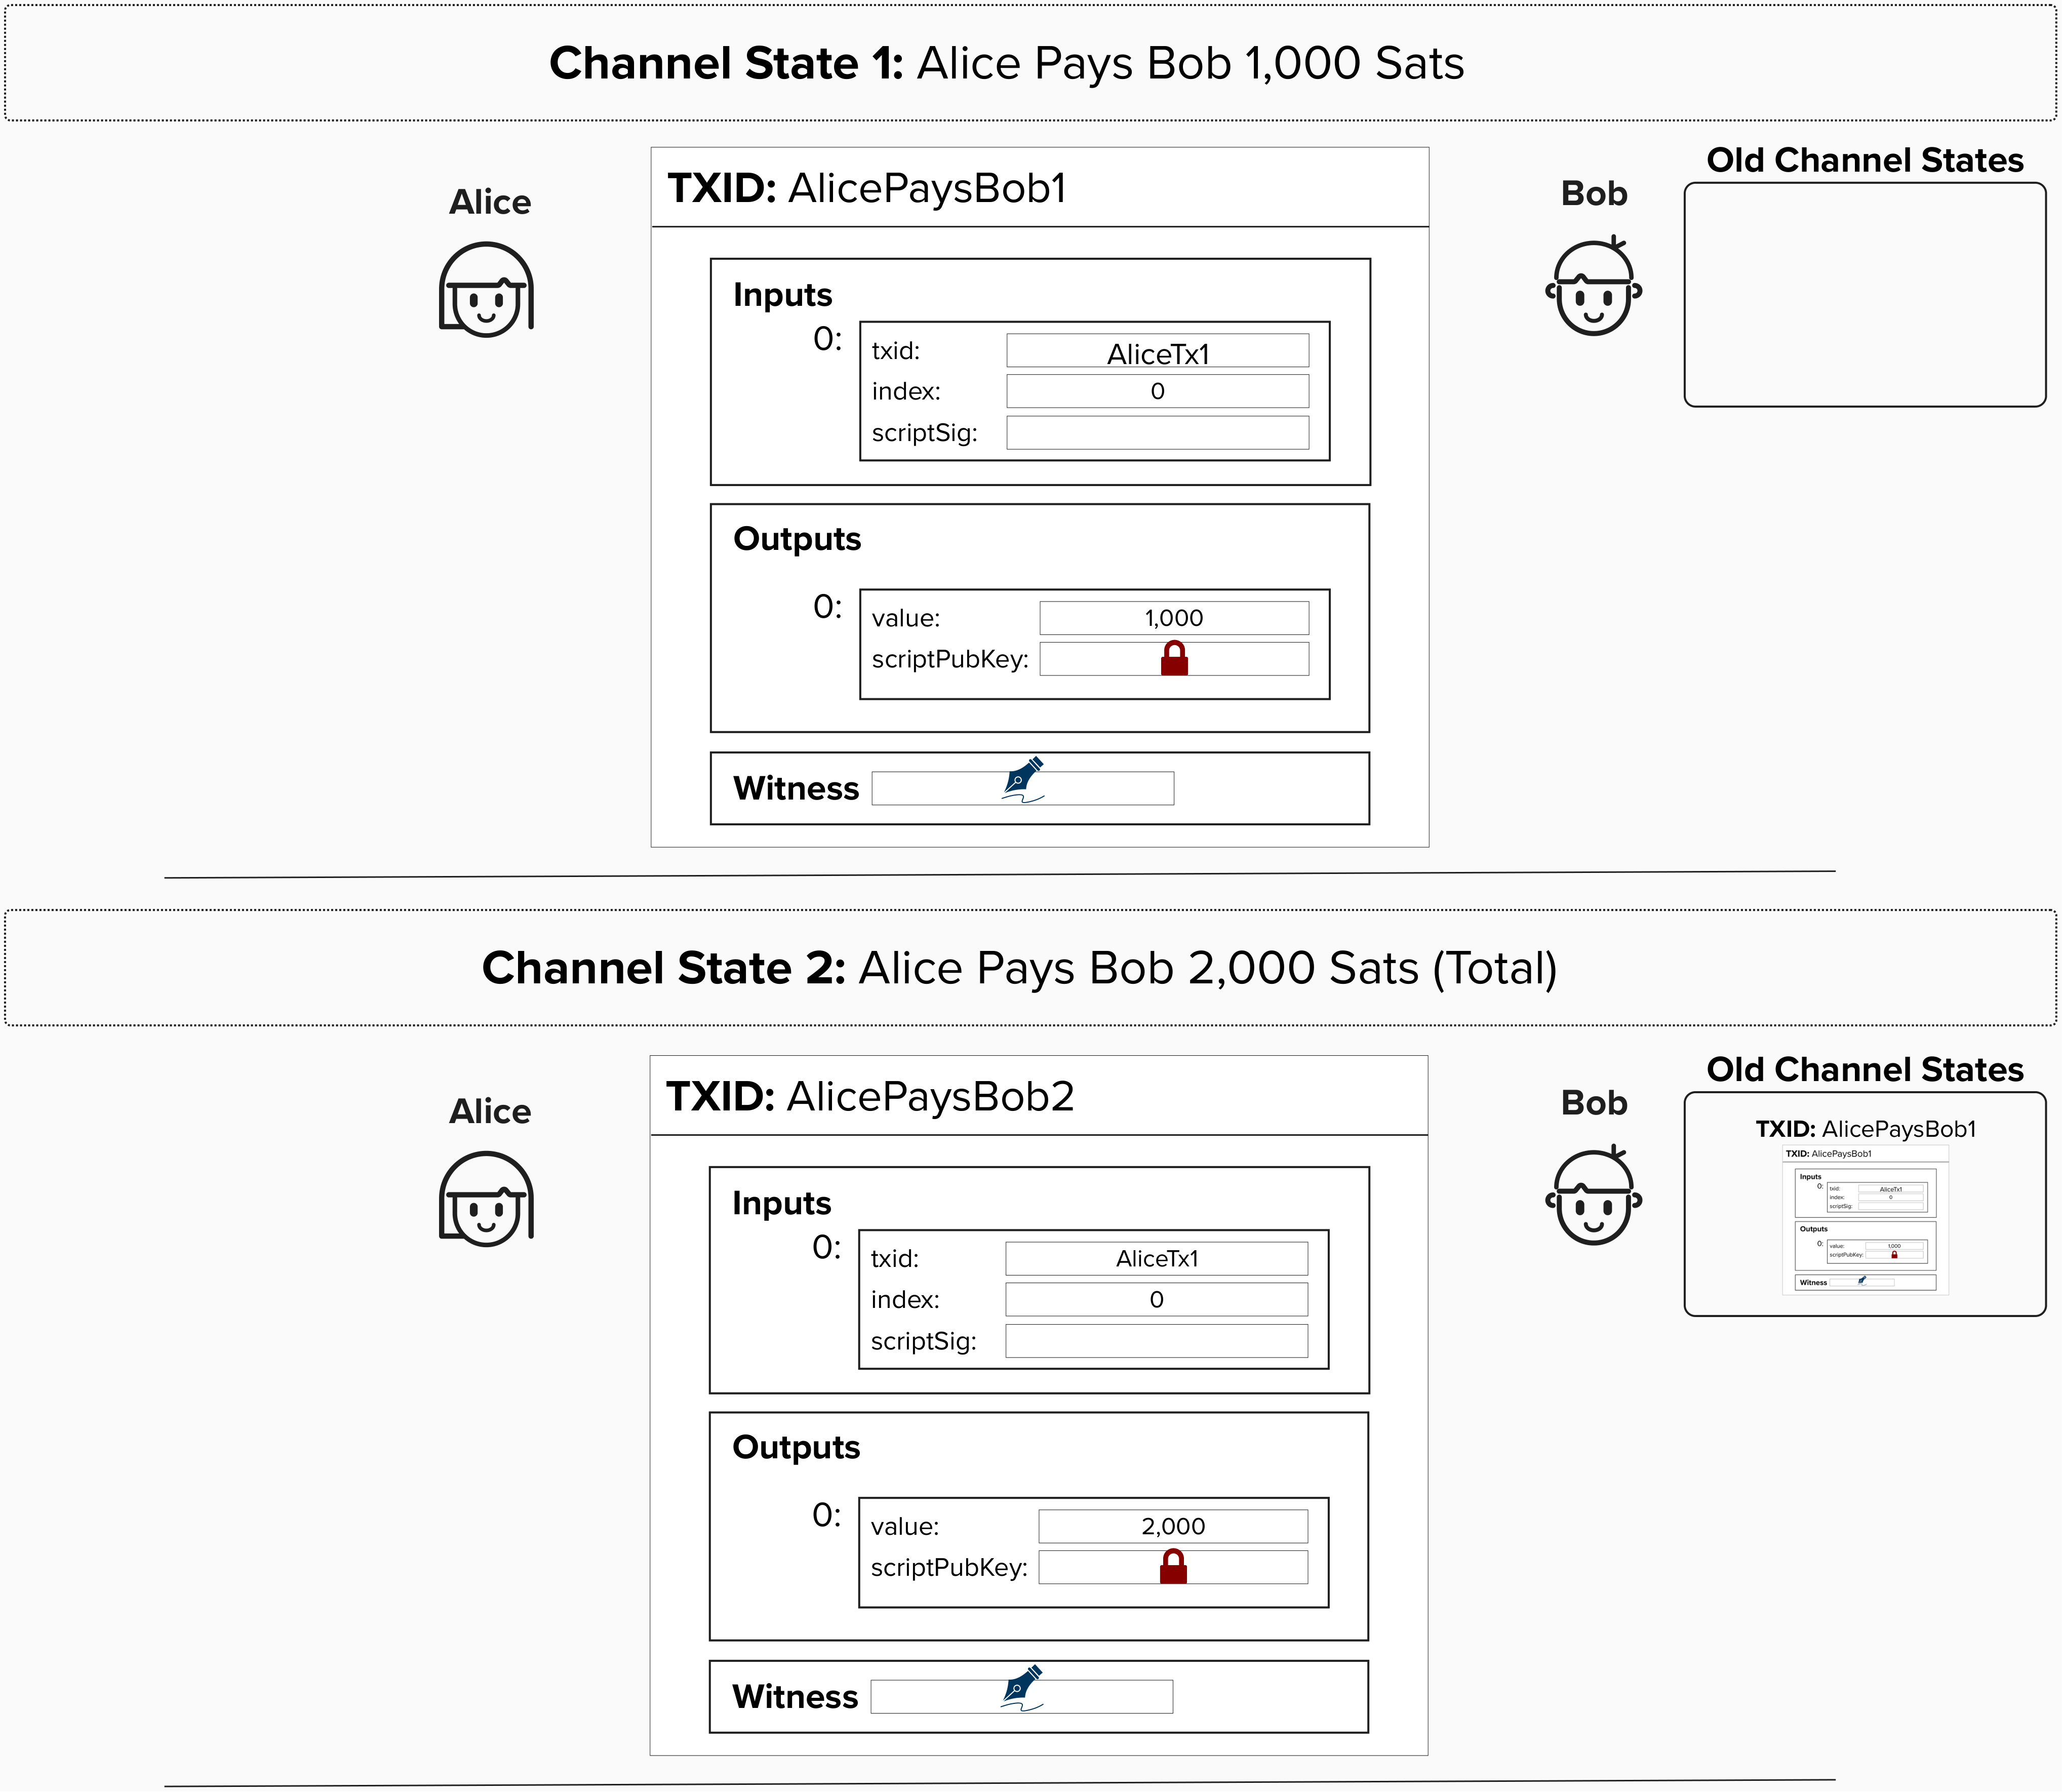 Channel State 1: Alice Pays Bob 1,000 Sats
Alice
TXID: AlicePaysBob1
Inputs
0:
txid: AliceTx1
index: 0
scriptSig:
Outputs
0:
value: 1,000
scriptPubKey:
Witness
Bob
Old Channel States
Channel State 2: Alice Pays Bob 2,000 Sats (Total)
Alice
TXID: AlicePaysBob2
Inputs
0:
txid: AliceTx1
index: 0
scriptSig:
Outputs
0:
value: 2,000
scriptPubKey:
Witness
Bob
Old Channel States
TXID: AlicePaysBob1
TXID: AlicePaysBob1
Inputs
0:
txid: AliceTx1
index: 0
scriptSig:
Outputs
0:
value: 1,000
scriptPubKey:
Witness